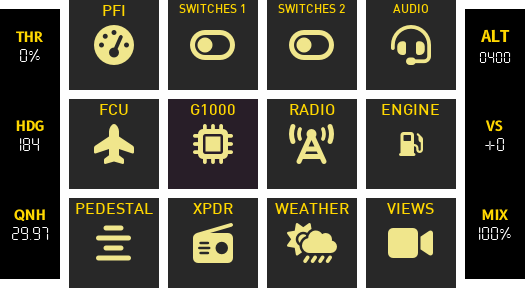 THR
0%
HDG
184
QNH
29.97
PFI
SWITCHES 1
SWITCHES 2
AUDIO
FCU
G1000
RADIO
ENGINE
PEDESTAL
XPDR
WEATHER
VIEWS
ALT
0400
VS
+0
MIX
100%